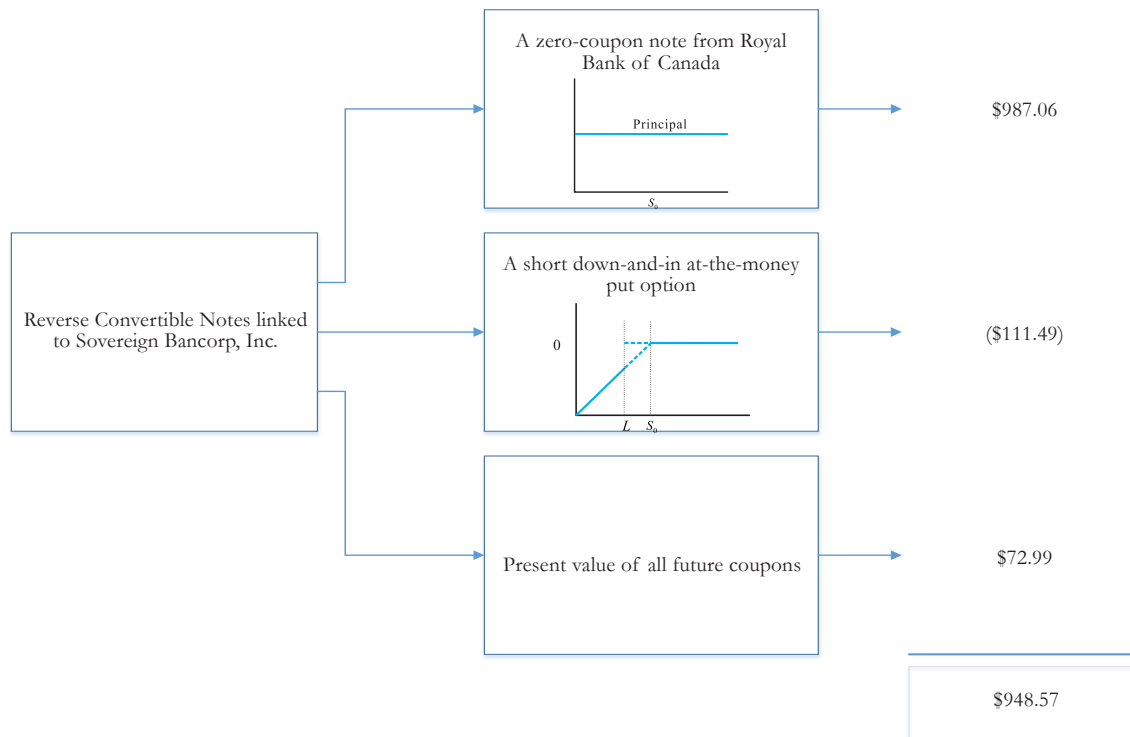 A zero-coupon note from Royal
Bank of Canada
Principal
S₀
$987.06
Reverse Convertible Notes linked
to Sovereign Bancorp, Inc.
A short down-and-in at-the-money
put option
0
L S₀
($111.49)
Present value of all future coupons
$72.99
$948.57